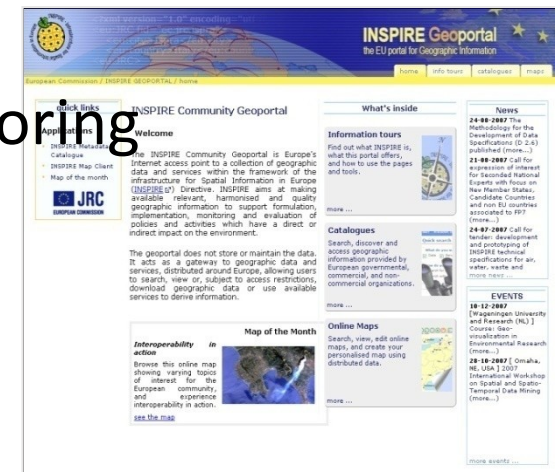 INSPIRE Geoportal
the EU portal for Geographic Information
home
info tours
catalogues
maps
European Commission / INSPIRE GEOPORTAL / home
oring
quick links
Applications
INSPIRE Metadata
Catalogue
INSPIRE Map Client
Map of the month
JRC
EUROPEAN COMMISSION
INSPIRE Community Geoportal
Welcome
The INSPIRE Community Geoportal is Europe's
Internet access point to a collection of geographic
data and services within the framework of the
infrastructure for Spatial Information in Europe
(INSPIRE) Directive. INSPIRE aims at making
available relevant, harmonised and quality
geographic information to support formulation,
implementation, monitoring and evaluation of
policies and activities which have a direct or
indirect impact on the environment.
The geoportal does not store or maintain the data.
It acts as a gateway to geographic data and
services, distributed around Europe, allowing users
to search, view or, subject to access restrictions,
download geographic data or use available
services to derive information.
Map of the Month
Interoperability in
action
Browse this online map
showing varying topics
of interest for the
European community,
and experience
interoperability in action.
see the map
What's inside
Information tours
Find out what INSPIRE is,
what this portal offers,
and how to use the pages
and tools.
more ...
Catalogues
Search, discover and
access geographic
information provided by
European governmental,
commercial, and non-
commercial organizations.
more ...
Online Maps
Search, view, edit online
maps, and create your
personalised map using
distributed data.
more ...
News
24-08-2007 The
Methodology for the
Development of Data
Specifications (D 2.6)
published (more...)
21-08-2007 Call for
expression of interest
for Seconded National
Experts with focus on
New Member States,
Candidate Countries
and non EU countries
associated to FP7
(more...)
24-07-2007 Call for
tender: development
and prototyping of
INSPIRE technical
specifications for air,
water, waste and
more news ...
EVENTS
10-12-2007
[Wageningen University
and Research (NL) ]
Course: Geo-
visualization in
Environmental Research
(more...)
28-10-2007 [ Omaha,
NE, USA ] 2007
International Workshop
on Spatial and Spatio-
Temporal Data Mining
(more...)
more events ...